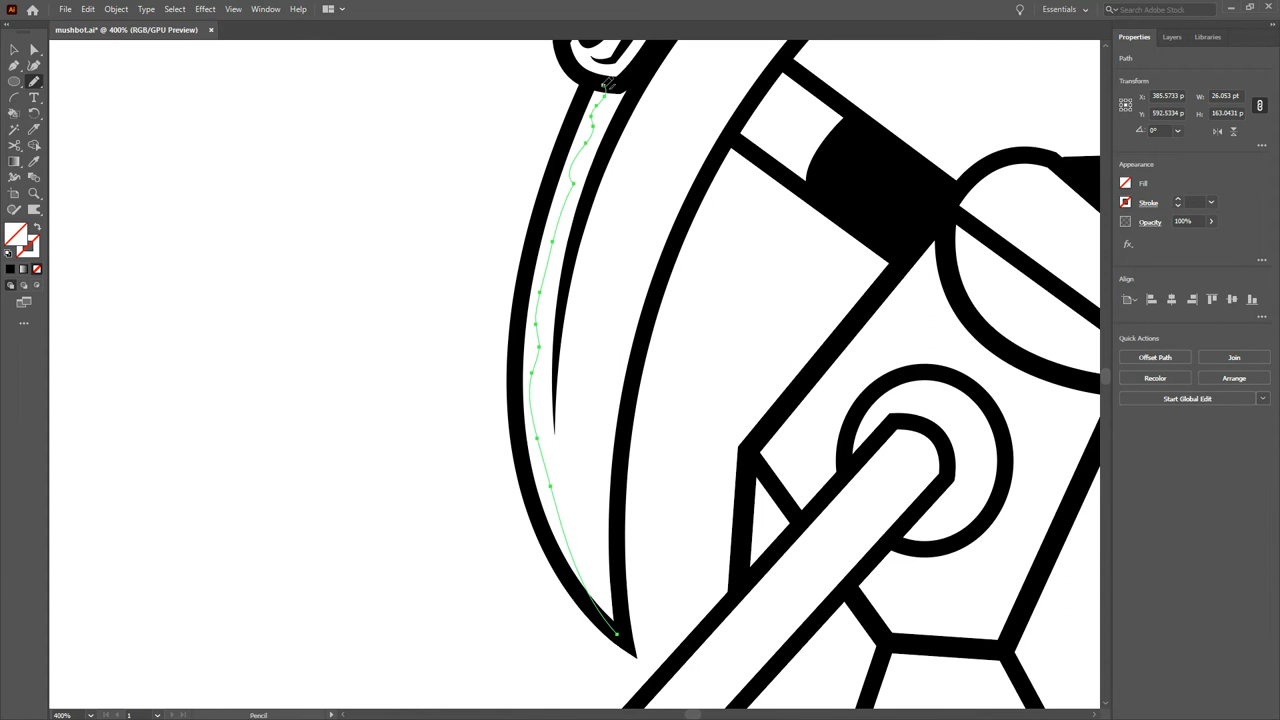 Ai File Edit Object Type Select Effect View Window Help Essentials Search Adobe Stock
mushbot.ai* @ 400% (RGB/GPU Preview) ×
Properties Layers Libraries
Path
Transform
X: 385.5733 p W: 26.053 pt
Y: 592.5334 p H: 163.0431 p
0°
Appearance
Fill
Stroke
Opacity 100%
fx
Align
Quick Actions
Offset Path Join
Recolor Arrange
Start Global Edit
400% 1 Pencil